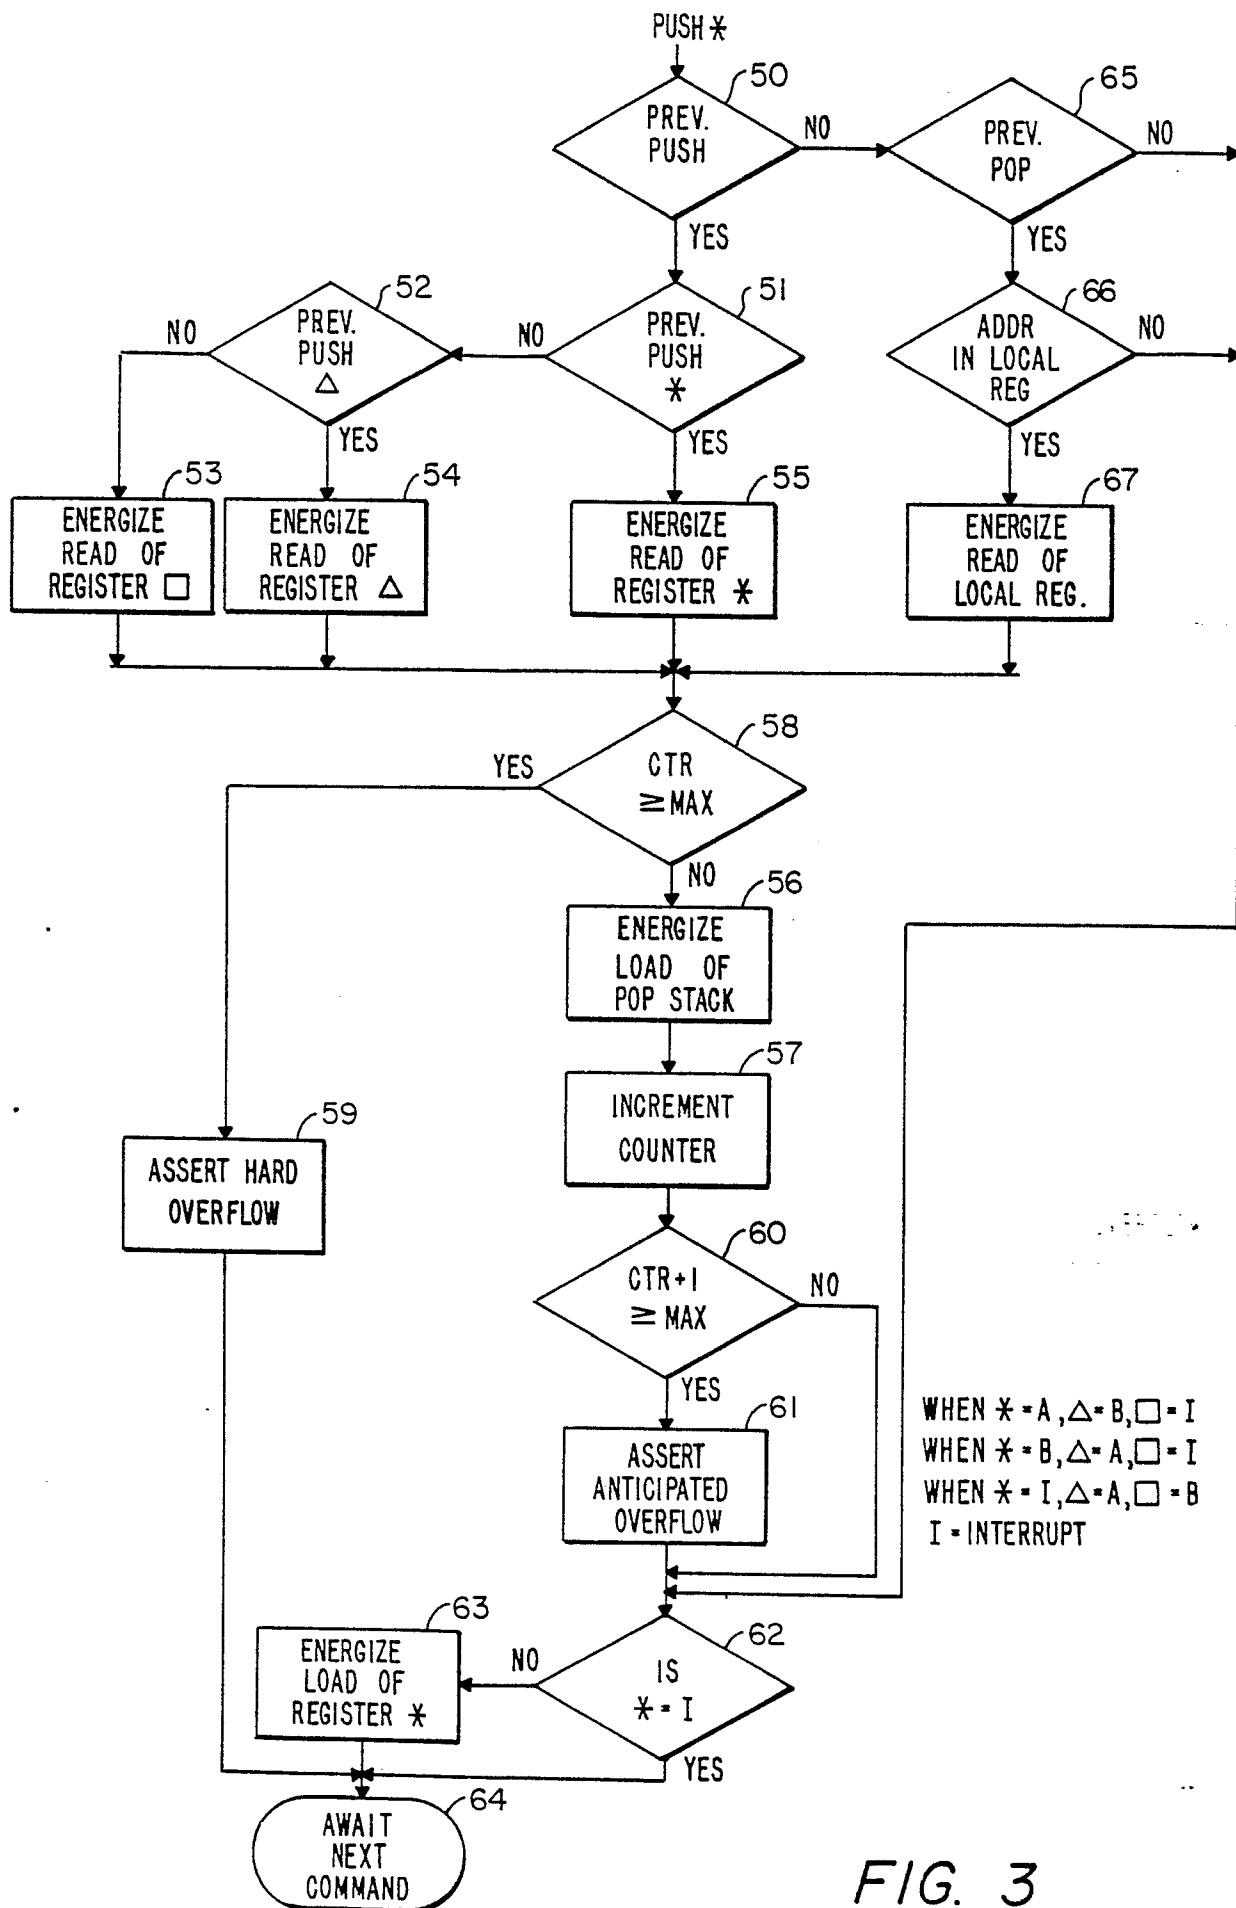 PUSH *
50
PREV.
PUSH
NO
65
PREV.
POP
NO
YES
YES
52
PREV.
PUSH
△
NO
51
PREV.
PUSH
*
NO
66
ADDR
IN LOCAL
REG
NO
YES
YES
YES
53
ENERGIZE
READ OF
REGISTER □
54
ENERGIZE
READ OF
REGISTER △
55
ENERGIZE
READ OF
REGISTER *
67
ENERGIZE
READ OF
LOCAL REG.
58
CTR
≥ MAX
YES
NO
56
ENERGIZE
LOAD OF
POP STACK
57
INCREMENT
COUNTER
59
ASSERT HARD
OVERFLOW
60
CTR+1
≥ MAX
NO
YES
61
ASSERT
ANTICIPATED
OVERFLOW
WHEN * = A, △ = B, □ = I
WHEN * = B, △ = A, □ = I
WHEN * = I, △ = A, □ = B
I = INTERRUPT
63
ENERGIZE
LOAD OF
REGISTER *
NO
62
IS
* = I
YES
64
AWAIT
NEXT
COMMAND
FIG. 3